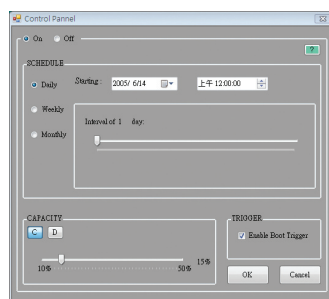 Control Pannel
On Off
?
SCHEDULE
Daily Starting : 2005/ 6/14 上午 12:00:00
Weekly
Monthly
Interval of 1 day:
CAPACITY
C D
10% 50% 15%
TRIGGER
Enable Boot Trigger
OK Cancel